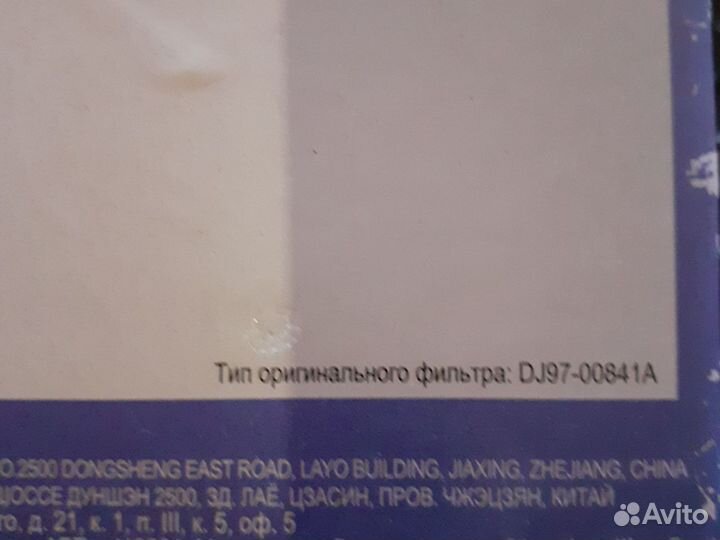 Тип оригинального фильтра: DJ97-00841A
O.2500 DONGSHENG EAST ROAD, LAYO BUILDING, JIAXING, ZHEJIANG, CHINA
ШОССЕ ДУНШЭН 2500, ЗД. ЛАЁ, ЦЗАСИН, ПРОВ. ЧЖЭЦЗЯН, КИТАЙ
го, д. 21, к. 1, п. III, к. 5, оф. 5
Avito